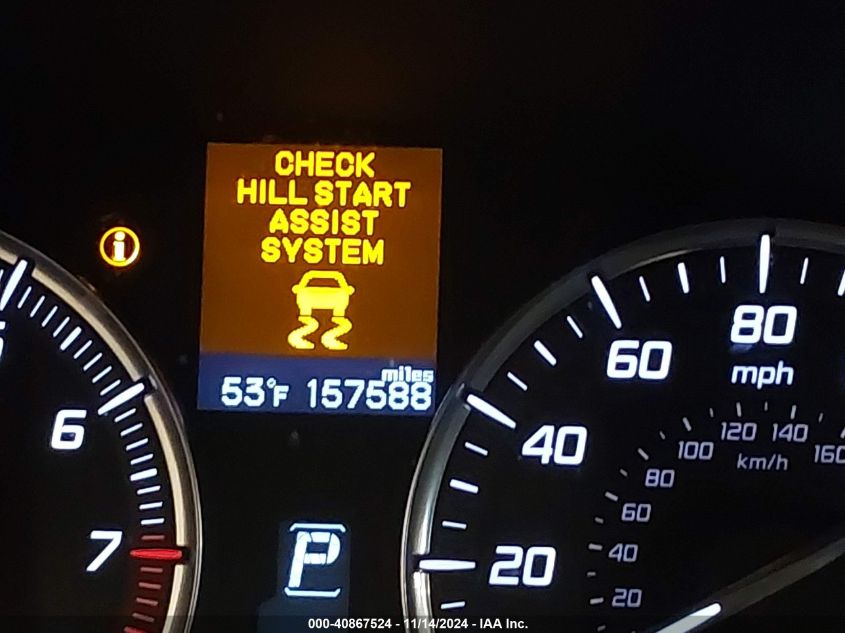 CHECK
HILL START
ASSIST
SYSTEM
i
miles
53°F 157588
6
7
P
20
40
60
80
mph
20
40
60
80
100
120
140
160
km/h
000-40867524 - 11/14/2024 - IAA Inc.